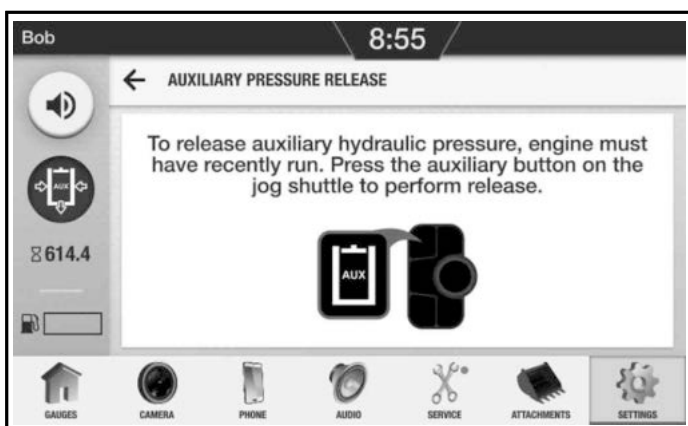 Bob
8:55
AUXILIARY PRESSURE RELEASE
To release auxiliary hydraulic pressure, engine must
have recently run. Press the auxiliary button on the
jog shuttle to perform release.
AUX
614.4
AUX
GAUGES
CAMERA
PHONE
AUDIO
SERVICE
ATTACHMENTS
SETTINGS